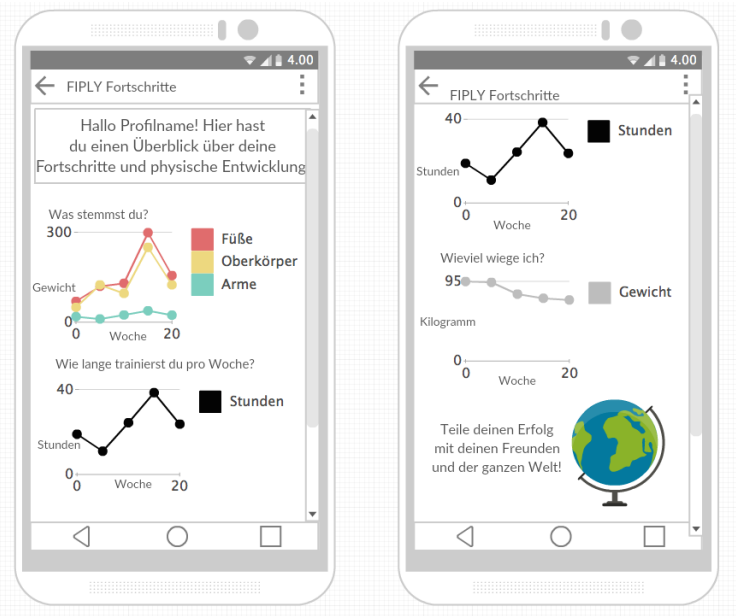 4.00
FIPLY Fortschritte
Hallo Profilname! Hier hast
du einen Überblick über deine
Fortschritte und physische Entwicklung
Was stemmst du?
300
Gewicht
0
0
Woche
20
Füße
Oberkörper
Arme
Wie lange trainierst du pro Woche?
40
Stunden
0
0
Woche
20
Stunden
4.00
FIPLY Fortschritte
40
Stunden
0
0
Woche
20
Stunden
Wieviel wiege ich?
95
Kilogramm
0
0
Woche
20
Gewicht
Teile deinen Erfolg
mit deinen Freunden
und der ganzen Welt!